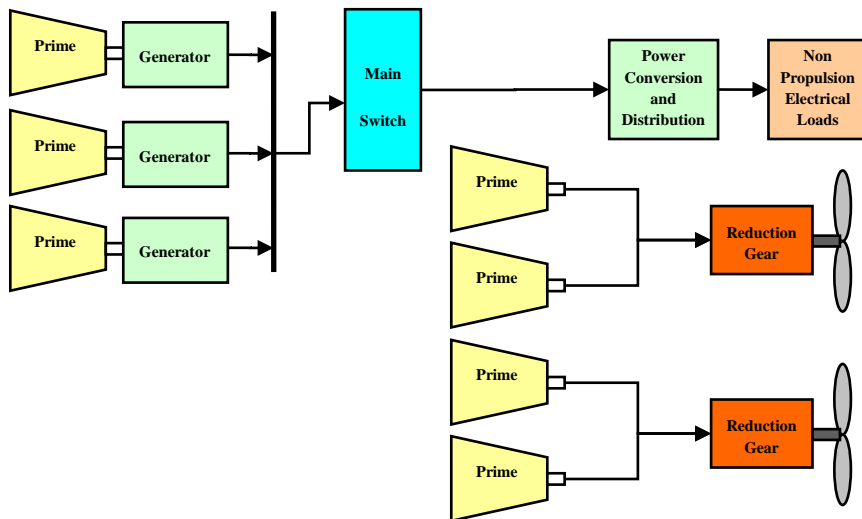 Prime
Generator
Prime
Generator
Prime
Generator
Main
Switch
Power
Conversion
and
Distribution
Non
Propulsion
Electrical
Loads
Prime
Prime
Reduction
Gear
Prime
Prime
Reduction
Gear